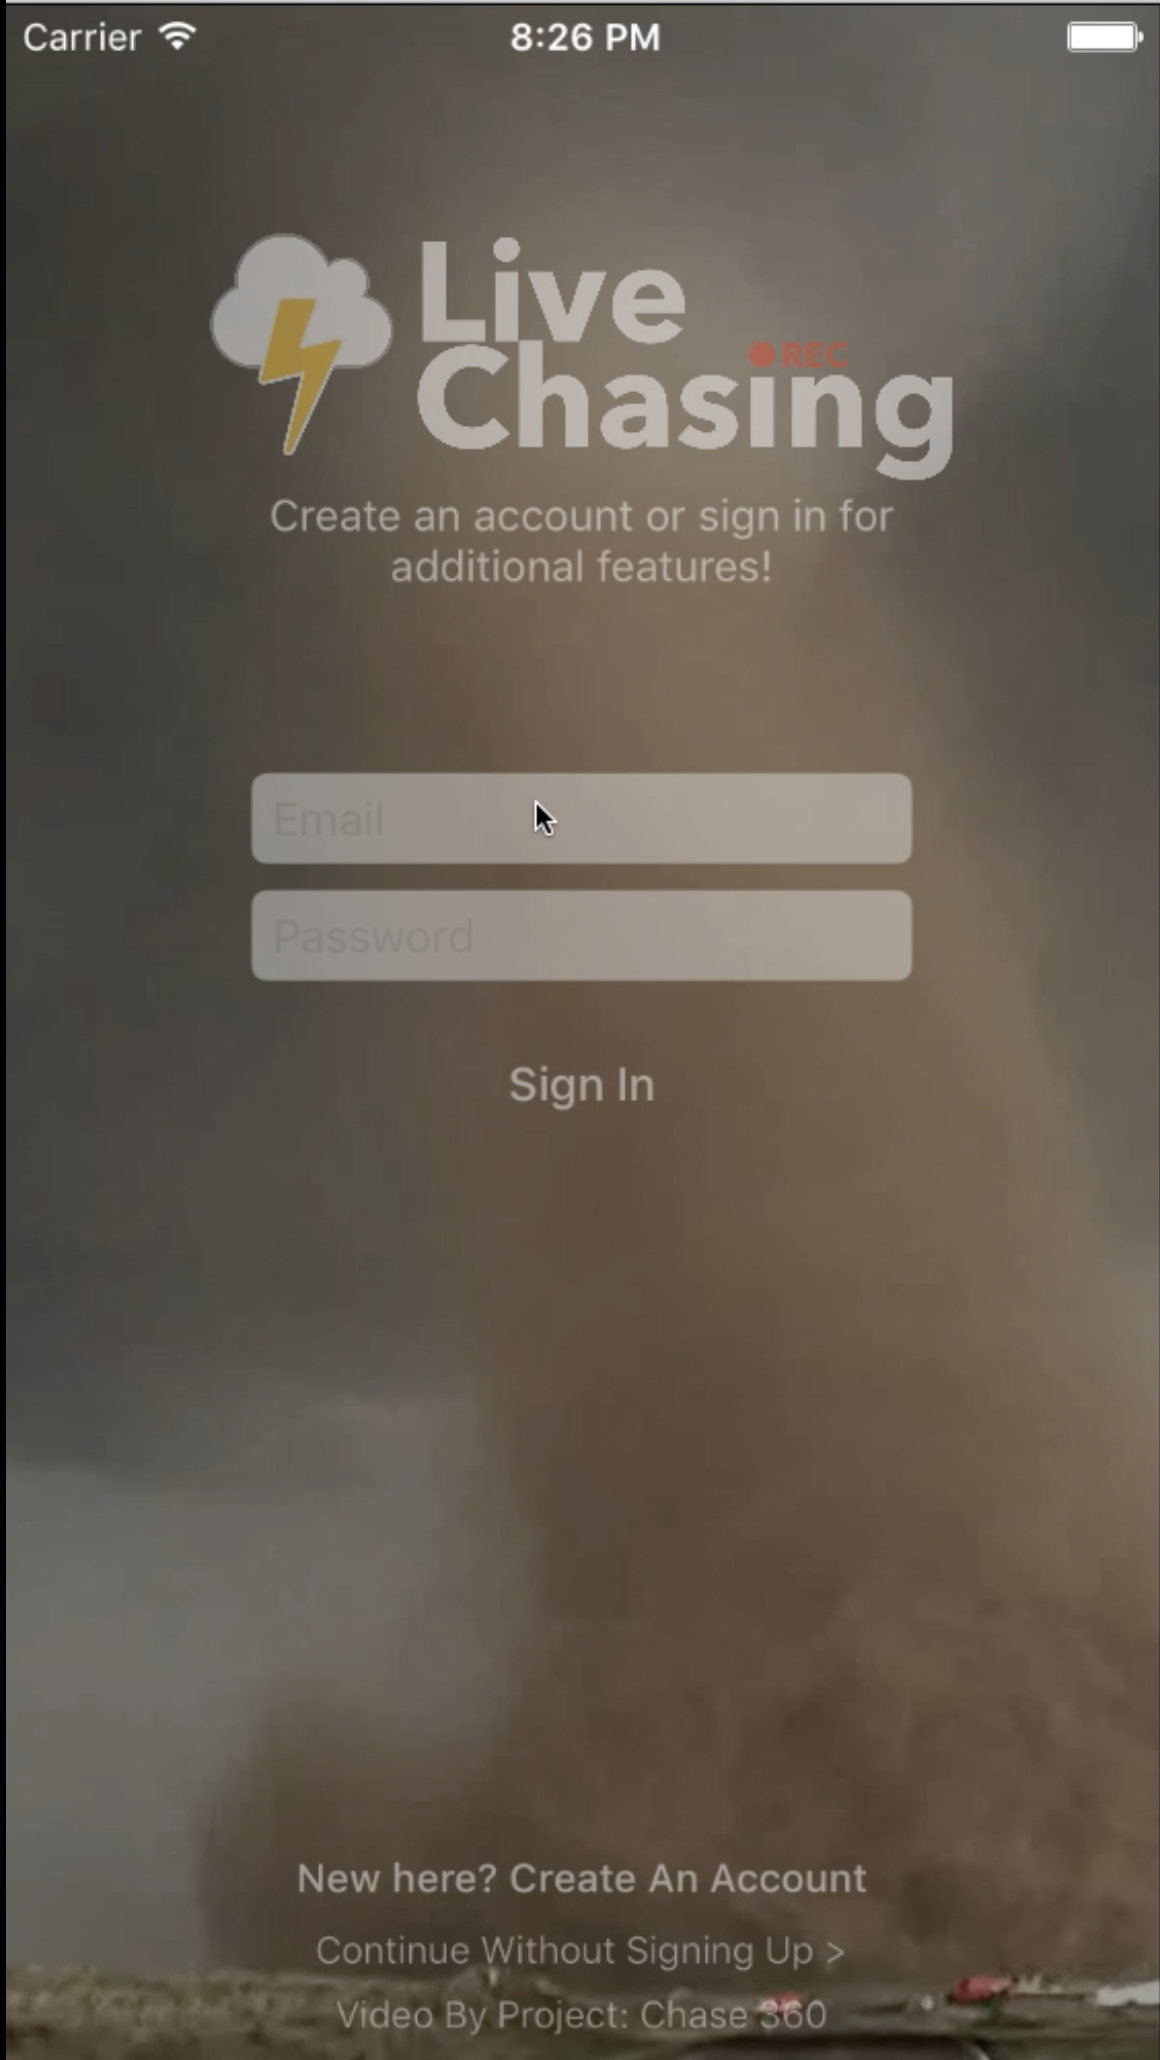 Carrier 8:26 PM
Live
REC
Chasing
Create an account or sign in for
additional features!
Email
Password
Sign In
New here? Create An Account
Continue Without Signing Up >
Video By Project: Chase 360